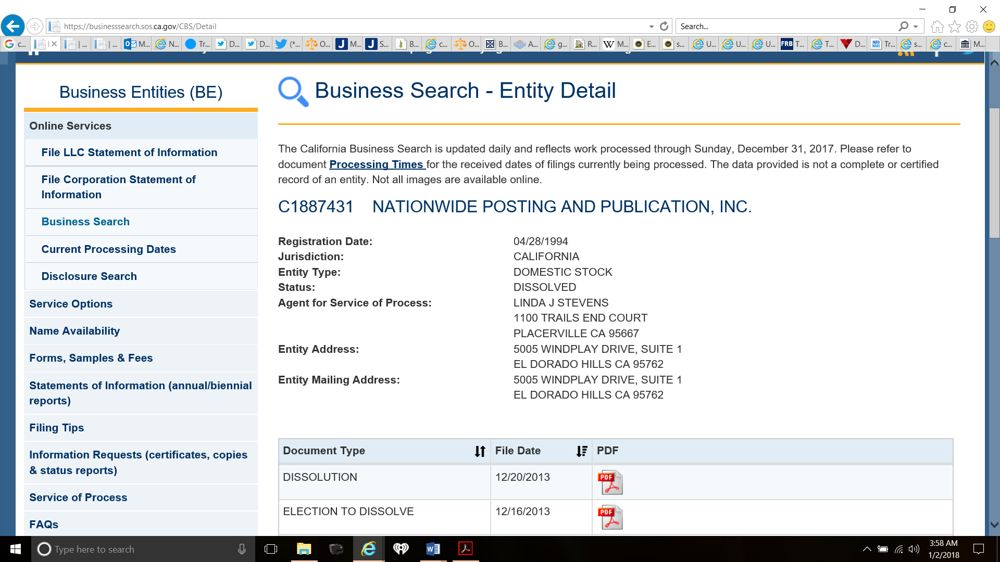 https://businesssearch.sos.ca.gov/CBS/Detail
Search...
c...
|
| ...
| ...
M...
N...
Tr...
D...
D...
(*...
O...
J M...
J S...
B...
c...
O...
B...
A...
g...
R...
W M...
E...
s...
U...
U...
U...
FRB T...
T...
D...
INFO WARS Tr...
s...
c...
M...
Business Entities (BE)
Online Services
File LLC Statement of Information
File Corporation Statement of
Information
Business Search
Current Processing Dates
Disclosure Search
Service Options
Name Availability
Forms, Samples & Fees
Statements of Information (annual/biennial
reports)
Filing Tips
Information Requests (certificates, copies
& status reports)
Service of Process
FAQs
Business Search - Entity Detail
The California Business Search is updated daily and reflects work processed through Sunday, December 31, 2017. Please refer to
document Processing Times for the received dates of filings currently being processed. The data provided is not a complete or certified
record of an entity. Not all images are available online.
C1887431 NATIONWIDE POSTING AND PUBLICATION, INC.
Registration Date: 04/28/1994
Jurisdiction: CALIFORNIA
Entity Type: DOMESTIC STOCK
Status: DISSOLVED
Agent for Service of Process: LINDA J STEVENS
1100 TRAILS END COURT
PLACERVILLE CA 95667
Entity Address: 5005 WINDPLAY DRIVE, SUITE 1
EL DORADO HILLS CA 95762
Entity Mailing Address: 5005 WINDPLAY DRIVE, SUITE 1
EL DORADO HILLS CA 95762
Document Type File Date PDF
DISSOLUTION 12/20/2013 PDF
ELECTION TO DISSOLVE 12/16/2013 PDF
Type here to search
3:58 AM
1/2/2018